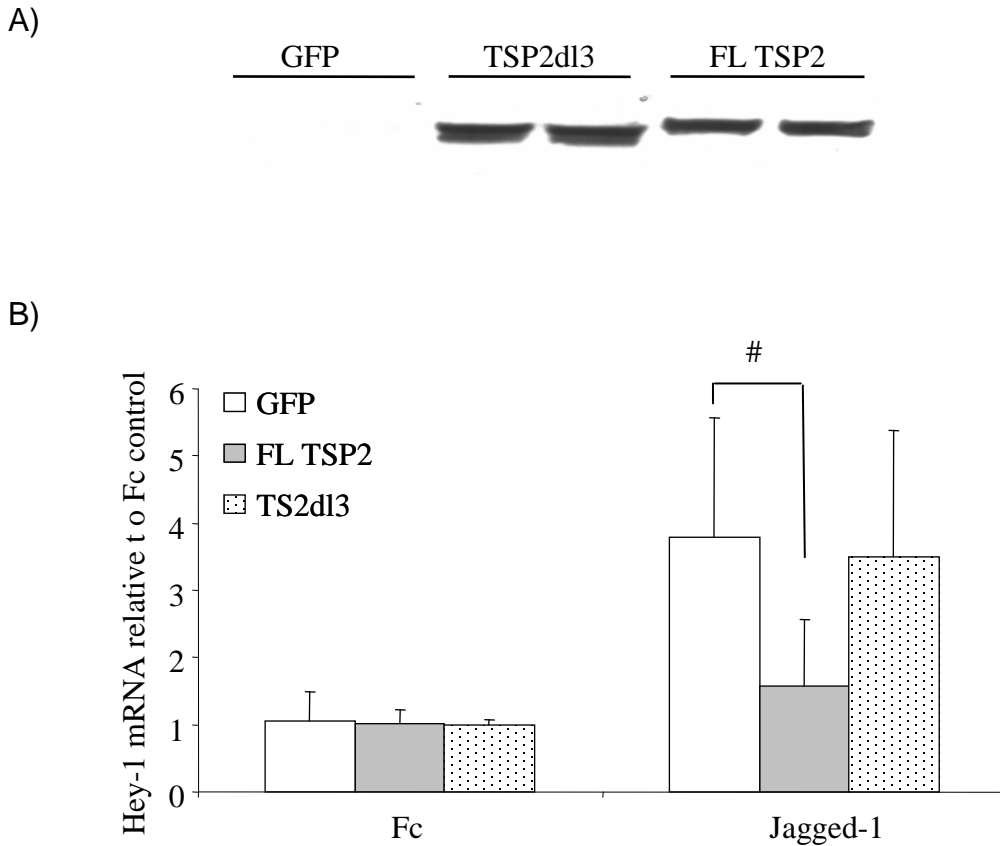 A)
GFP TSP2dl3 FL TSP2
B)
#
Hey-1 mRNA relative t o Fc control
6
5
4
3
2
1
0
GFP
FL TSP2
TS2dl3
Fc Jagged-1